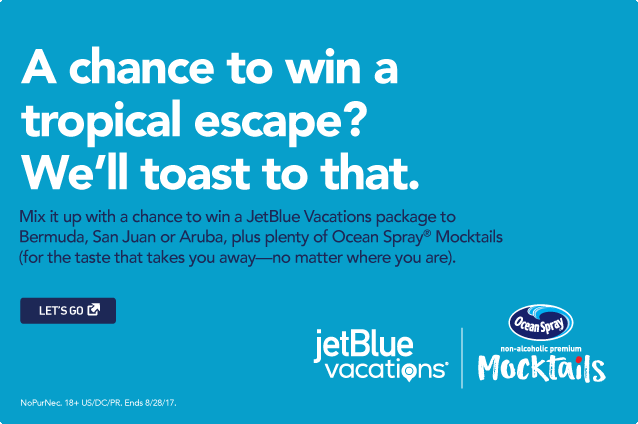 A chance to win a
tropical escape?
We'll toast to that.
Mix it up with a chance to win a JetBlue Vacations package to
Bermuda, San Juan or Aruba, plus plenty of Ocean Spray® Mocktails
(for the taste that takes you away—no matter where you are).
LET'S GO
jetBlue
vacations®
Ocean Spray
non-alcoholic premium
Mocktails
NoPurNec. 18+ US/DC/PR. Ends 8/28/17.